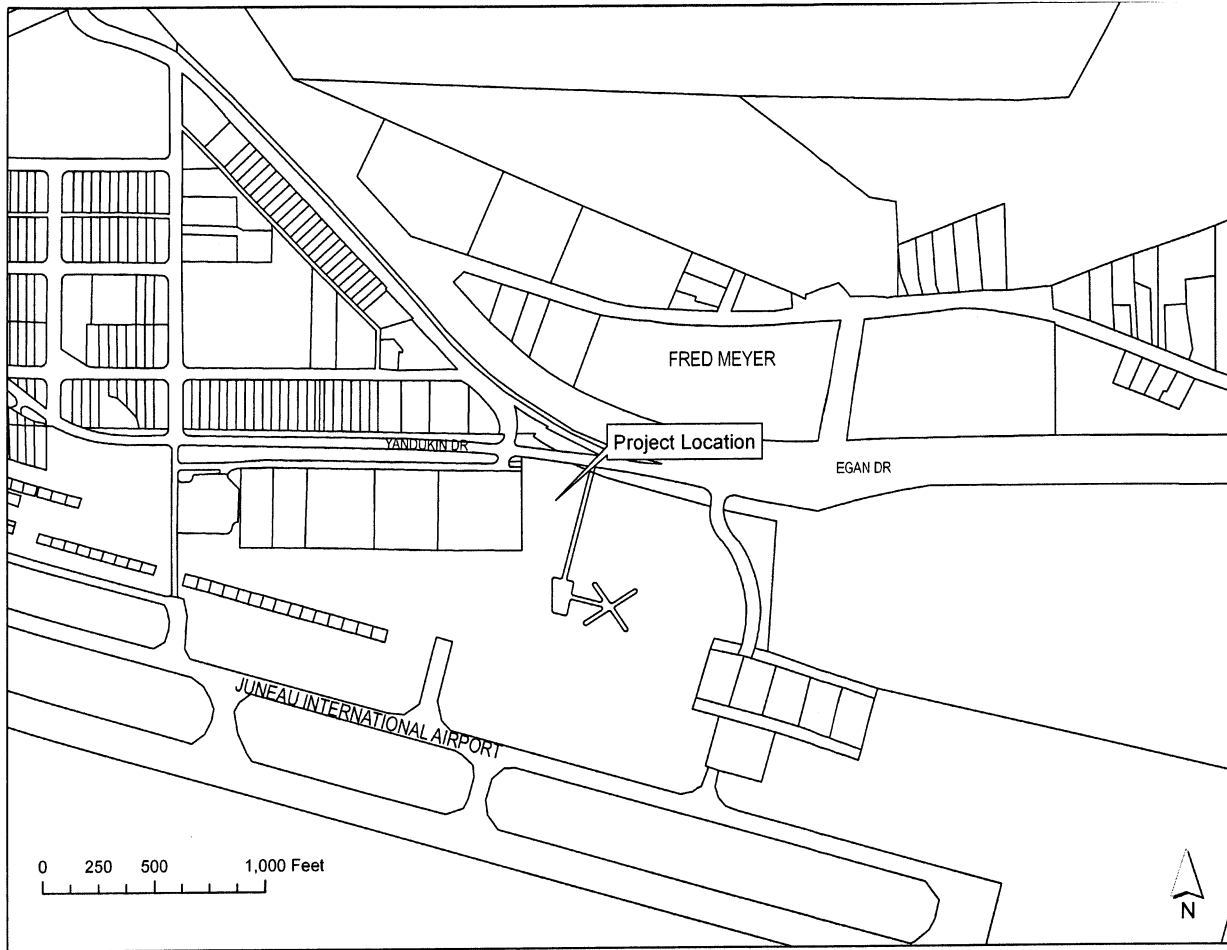 FRED MEYER
Project Location
YANDUKIN DR
EGAN DR
JUNEAU INTERNATIONAL AIRPORT
0 250 500 1,000 Feet
N